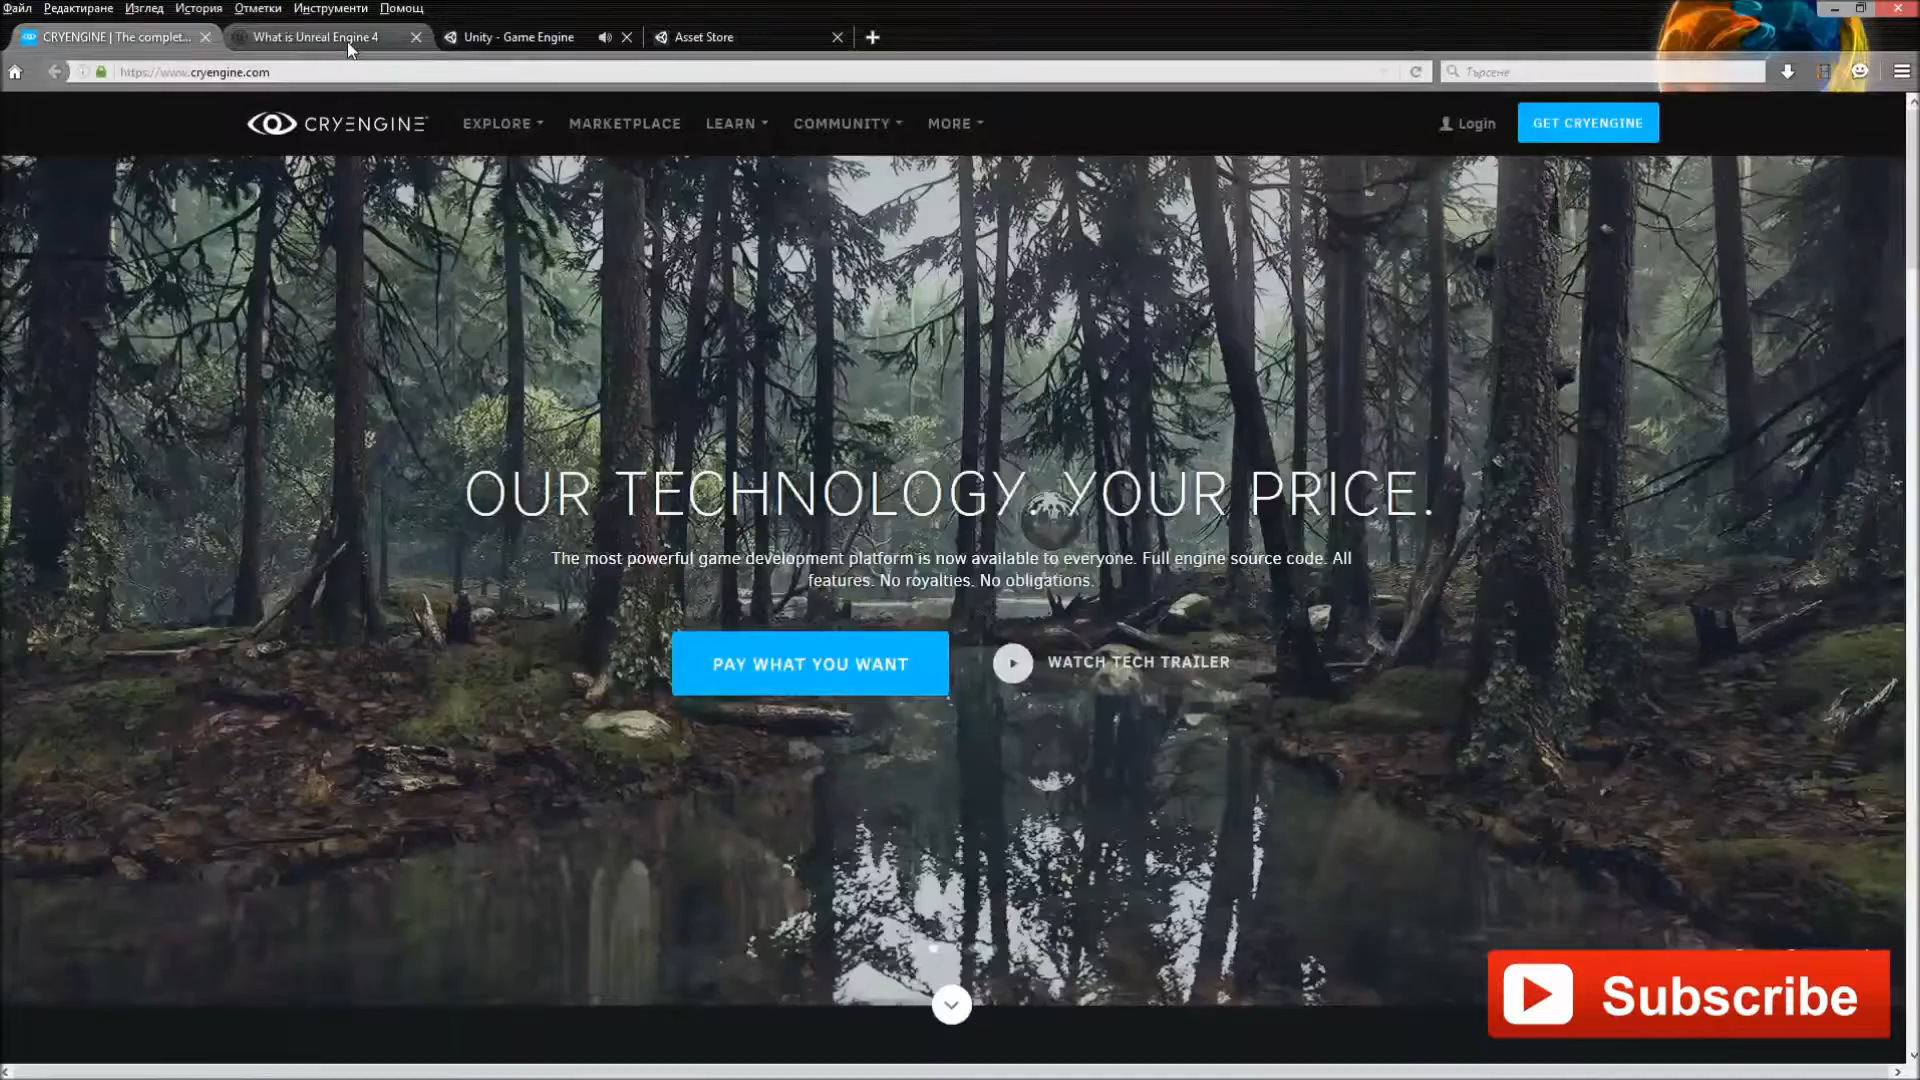 Файл Редактиране Изглед История Отметки Инструменти Помощ
CRYENGINE | The complet... What is Unreal Engine 4 Unity - Game Engine Asset Store
https://www.cryengine.com Търсене
CRYENGINE EXPLORE MARKETPLACE LEARN COMMUNITY MORE Login GET CRYENGINE
OUR TECHNOLOGY. YOUR PRICE.
The most powerful game development platform is now available to everyone. Full engine source code. All
features. No royalties. No obligations.
PAY WHAT YOU WANT WATCH TECH TRAILER
Subscribe